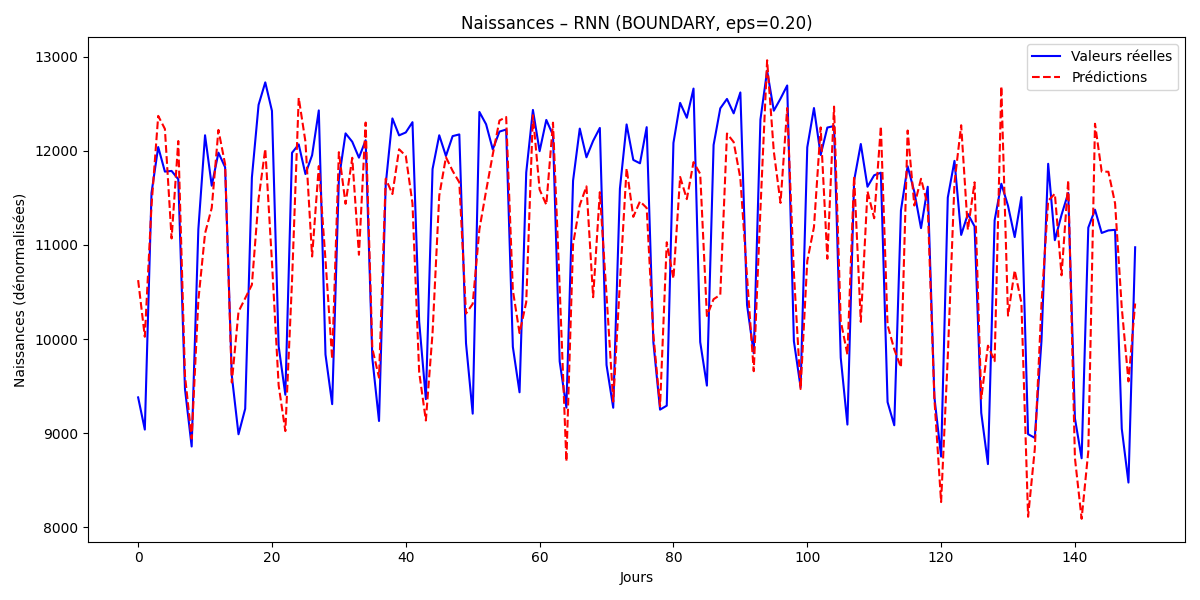 Naissances – RNN (BOUNDARY, eps=0.20)
Valeurs réelles
Prédictions
Naissances (dénormalisées)
13000
12000
11000
10000
9000
8000
0 20 40 60 80 100 120 140
Jours